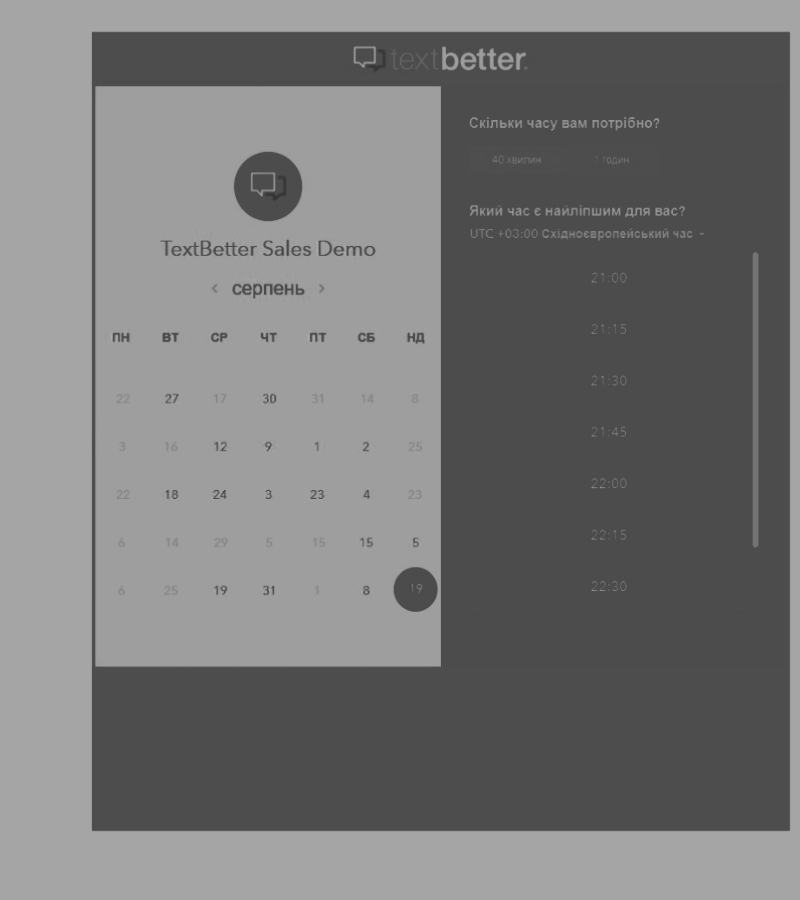 textbetter.
TextBetter Sales Demo
‹ серпень ›
ПН ВТ СР ЧТ ПТ СБ НД
22 27 17 30 31 14 8
3 16 12 9 1 2 25
22 18 24 3 23 4 23
6 14 29 5 15 15 5
6 25 19 31 1 8 19
Скільки часу вам потрібно?
40 хвилин 1 годин
Який час є найліпшим для вас?
UTC +03:00 Східноєвропейський час
21:00
21:15
21:30
21:45
22:00
22:15
22:30